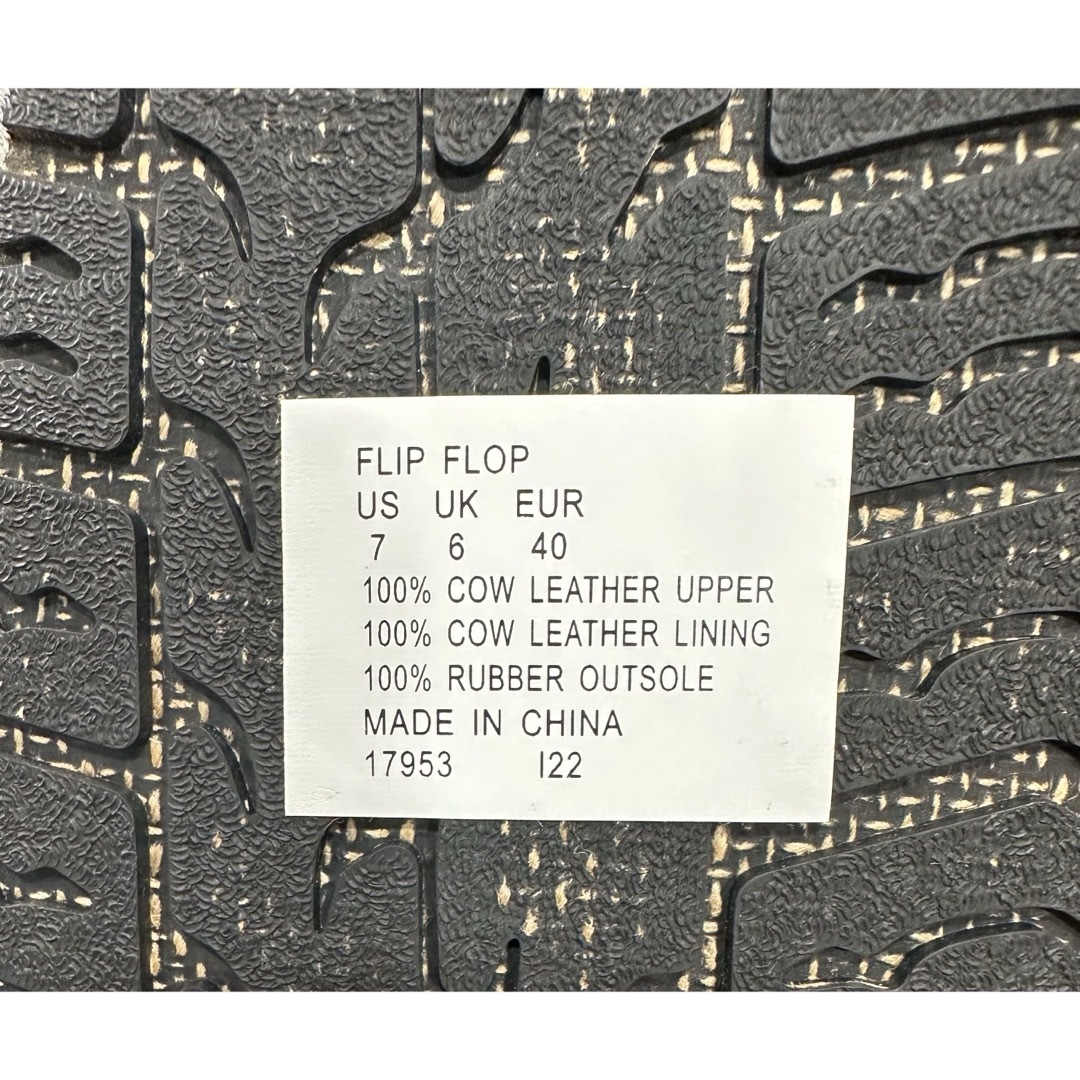 FLIP FLOP
US UK EUR
7 6 40
100% COW LEATHER UPPER
100% COW LEATHER LINING
100% RUBBER OUTSOLE
MADE IN CHINA
17953 I22